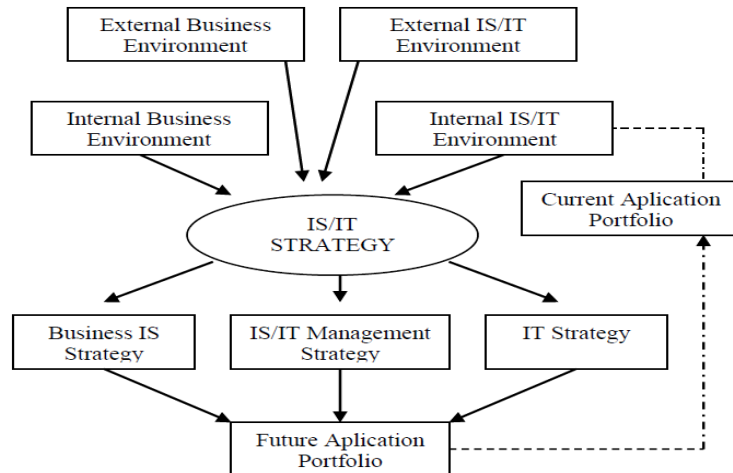 External Business
Environment
External IS/IT
Environment
Internal Business
Environment
Internal IS/IT
Environment
Current Aplication
Portfolio
IS/IT
STRATEGY
Business IS
Strategy
IS/IT Management
Strategy
IT Strategy
Future Aplication
Portfolio